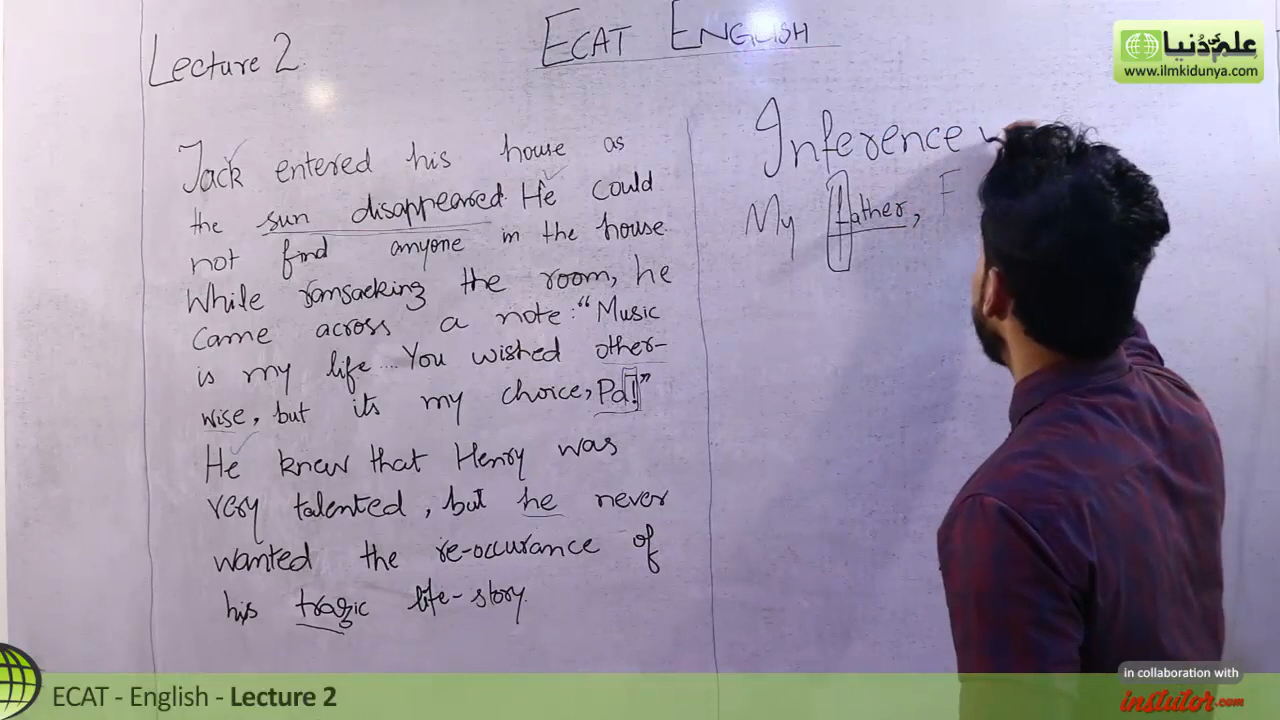 Lecture 2
ECAT ENGLISH
علم کی دنیا
www.ilmkidunya.com
Jack entered his house as
the sun disappeared. He could
not find anyone in the house.
While ransacking the room, he
came across a note: “Music
is my life.... You wished other-
wise, but its my choice, Pa!”
He knew that Henry was
very talented, but he never
wanted the re-occurance of
his tragic life-story.
Inference
My father, F
ECAT - English - Lecture 2
in collaboration with
instutor.com